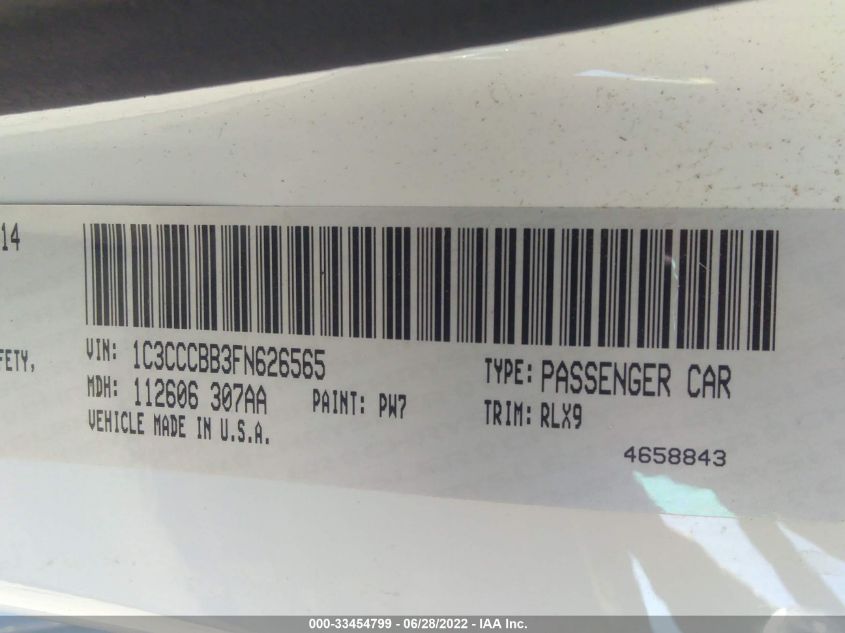 14
FETY,
VIN: 1C3CCCBB3FN626565
TYPE: PASSENGER CAR
MDH: 112606 307AA PAINT: PW7
TRIM: RLX9
VEHICLE MADE IN U.S.A.
4658843
000-33454799 - 06/28/2022 - IAA Inc.